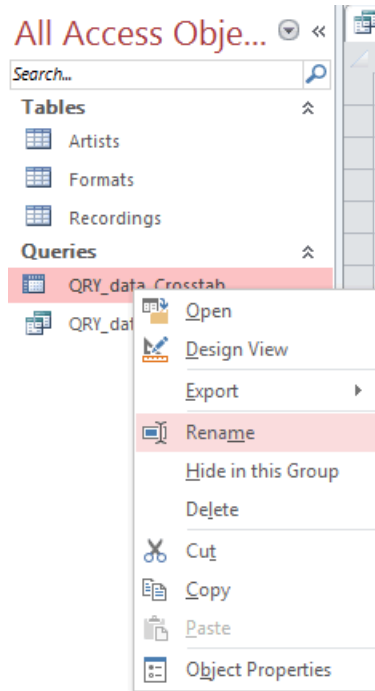 All Access Obje...
Search...
Tables
Artists
Formats
Recordings
Queries
QRY_data_Crosstab
QRY_dat
Open
Design View
Export
Rename
Hide in this Group
Delete
Cut
Copy
Paste
Object Properties